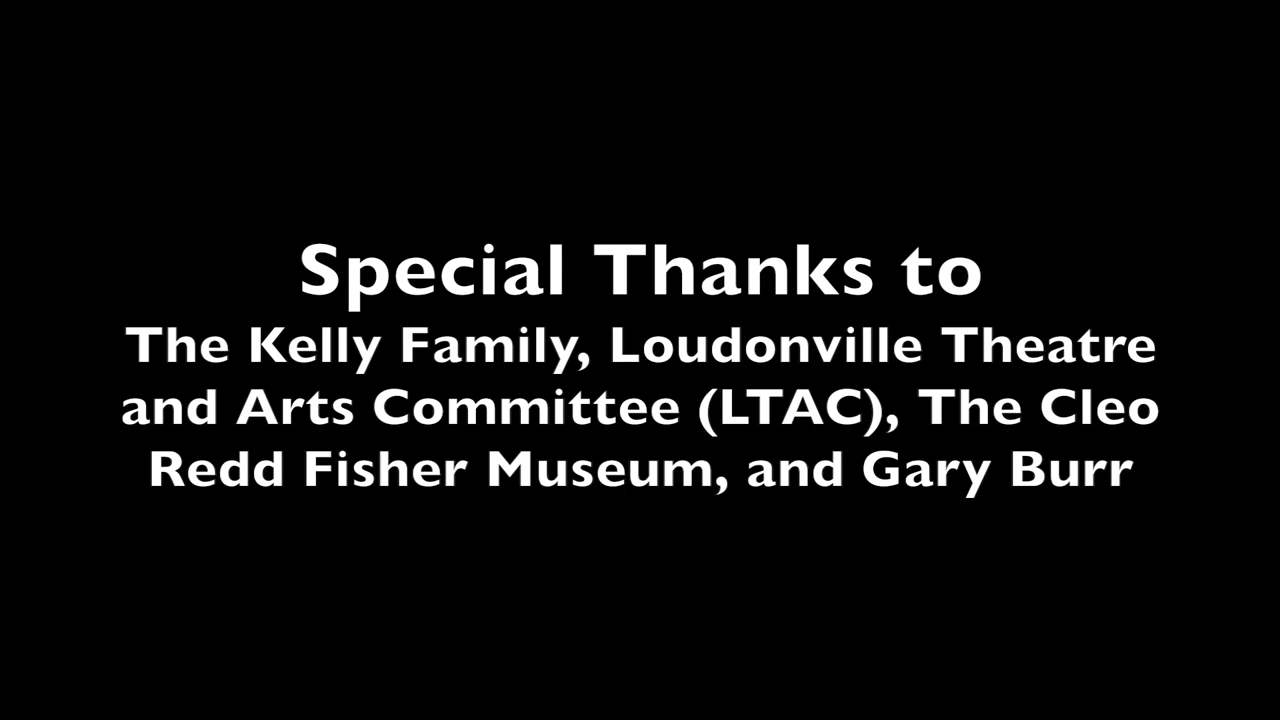 Special Thanks to
The Kelly Family, Loudonville Theatre
and Arts Committee (LTAC), The Cleo
Redd Fisher Museum, and Gary Burr